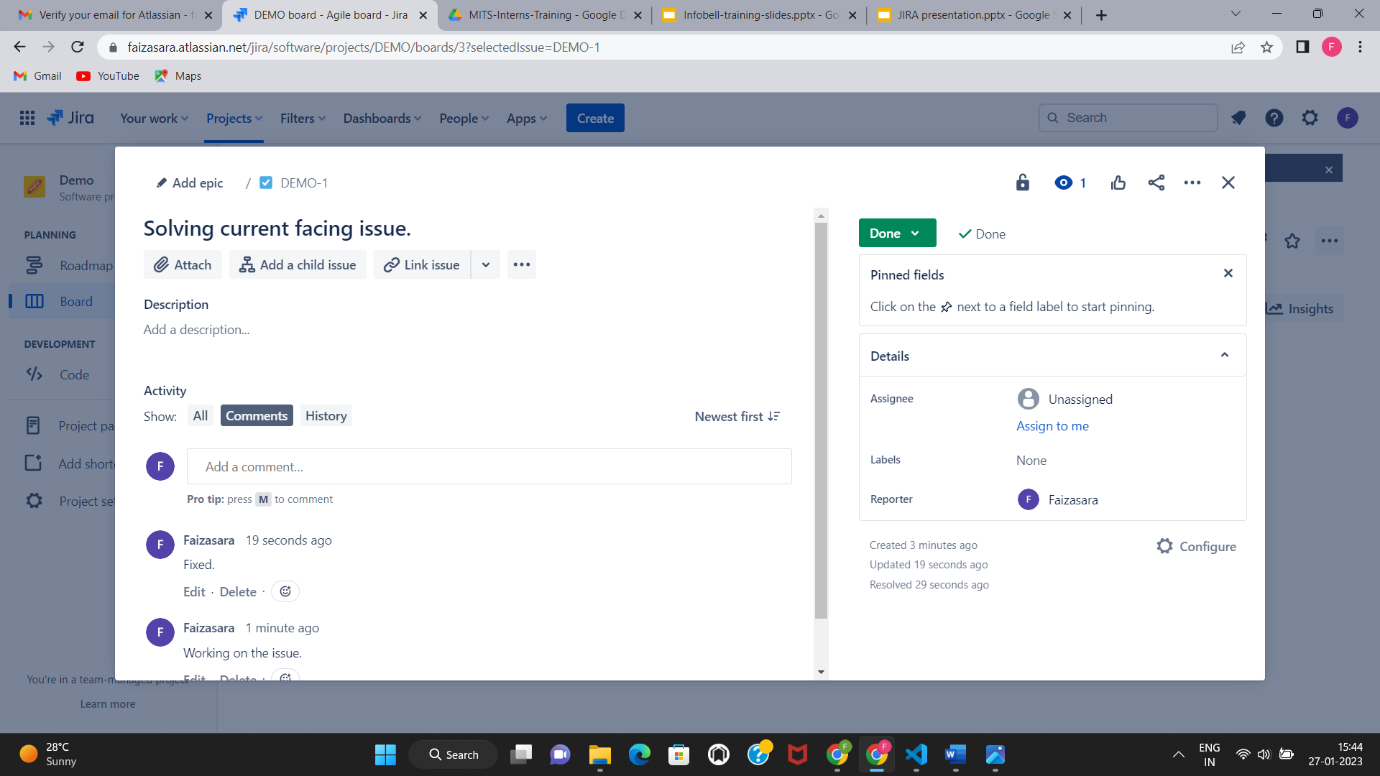 Verify your email for Atlassian - f
DEMO board - Agile board - Jira
MITS-Interns-Training - Google D
Infobell-training-slides.pptx - Go
JIRA presentation.pptx - Google S
faizasara.atlassian.net/jira/software/projects/DEMO/boards/3?selectedIssue=DEMO-1
F
Gmail
YouTube
Maps
Jira
Your work
Projects
Filters
Dashboards
People
Apps
Create
Search
F
Demo
Software pr
PLANNING
Roadmap
Board
DEVELOPMENT
Code
Project pa
Add shortc
Project set
You're in a team-managed project
Learn more
Insights
Add epic / DEMO-1
1
Solving current facing issue.
Attach
Add a child issue
Link issue
Description
Add a description...
Activity
Show: All Comments History
Newest first
F
Add a comment...
Pro tip: press M to comment
F
Faizasara 19 seconds ago
Fixed.
Edit · Delete ·
F
Faizasara 1 minute ago
Working on the issue.
Edit · Delete ·
Done
Done
Pinned fields
Click on the next to a field label to start pinning.
Details
Assignee
Unassigned
Assign to me
Labels
None
Reporter
F
Faizasara
Created 3 minutes ago
Updated 19 seconds ago
Resolved 29 seconds ago
Configure
28°C
Sunny
Search
F
F
ENG
IN
15:44
27-01-2023